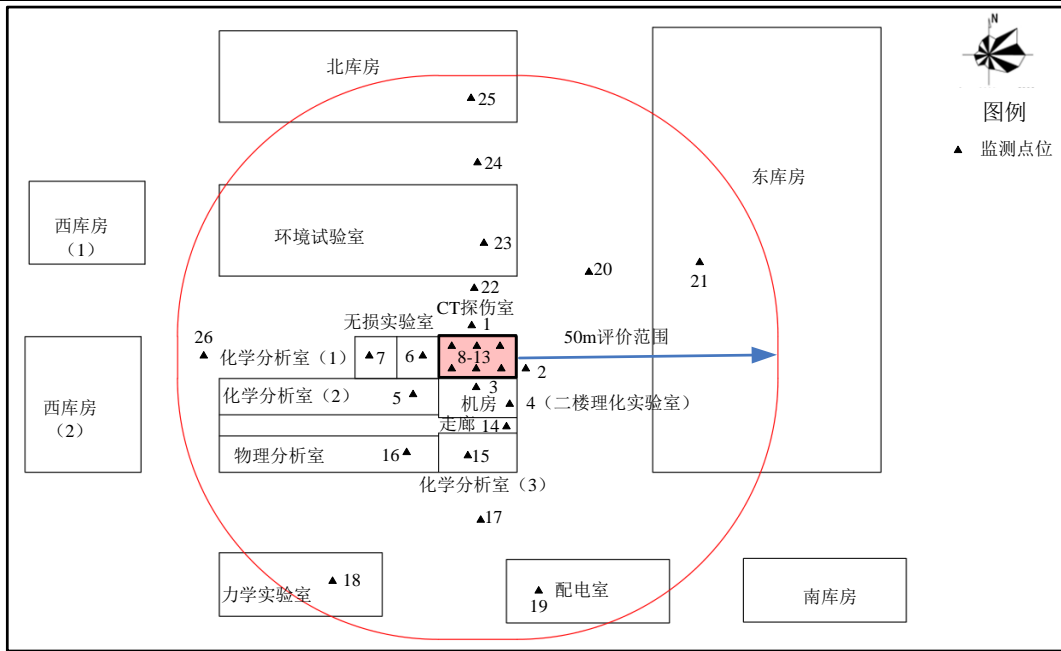 N
图例
▲ 监测点位
北库房
25
24
东库房
西库房
（1）
环境试验室
23
20
21
22
CT探伤室
1
无损实验室
50m评价范围
26
化学分析室（1）
7
6
8-13
2
3
西库房
（2）
化学分析室（2）
5
机房
4（二楼理化实验室）
走廊
14
物理分析室
16
15
化学分析室（3）
17
18
力学实验室
19
配电室
南库房